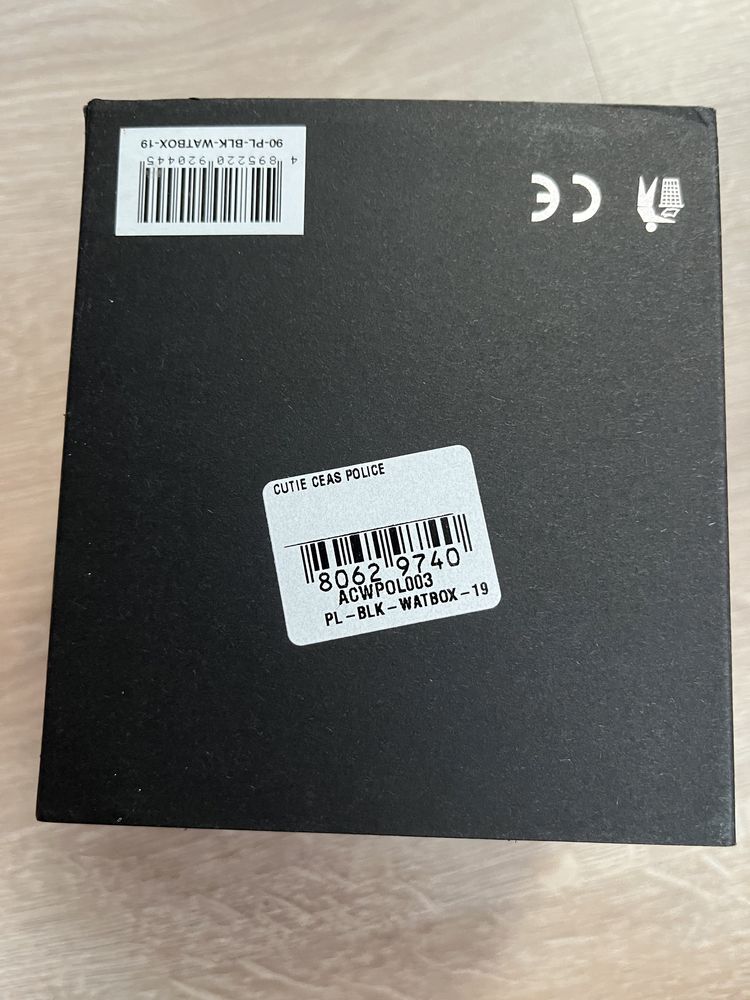 90-PL-BLK-WATBOX-19
4 895220 920445
CE
CUTIE CEAS POLICE
8062 9740
ACWPOL003
PL-BLK-WATBOX-19